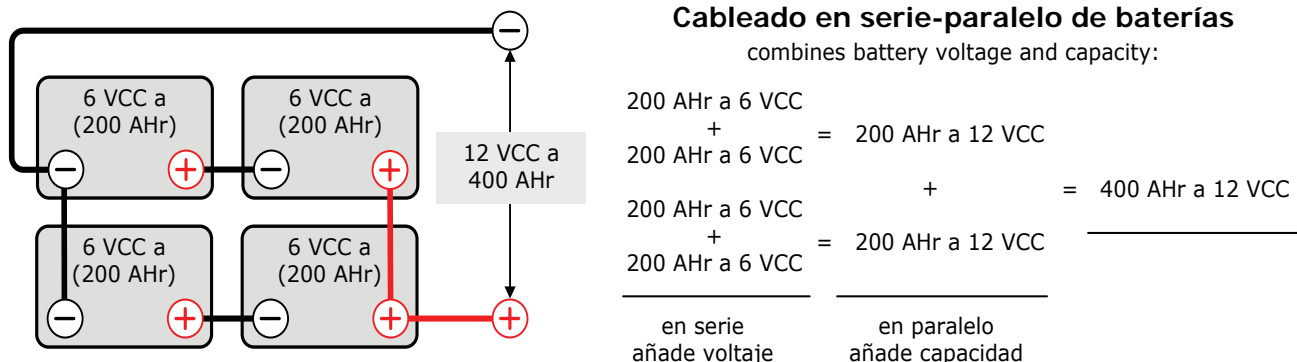 Cableado en serie-paralelo de baterías
combines battery voltage and capacity:
−
6 VCC a
(200 AHr)
6 VCC a
(200 AHr)
− + − +
12 VCC a
400 AHr
6 VCC a
(200 AHr)
6 VCC a
(200 AHr)
− + − + +
200 AHr a 6 VCC
+
200 AHr a 6 VCC
= 200 AHr a 12 VCC
+
= 400 AHr a 12 VCC
200 AHr a 6 VCC
+
200 AHr a 6 VCC
= 200 AHr a 12 VCC
en serie
añade voltaje
en paralelo
añade capacidad